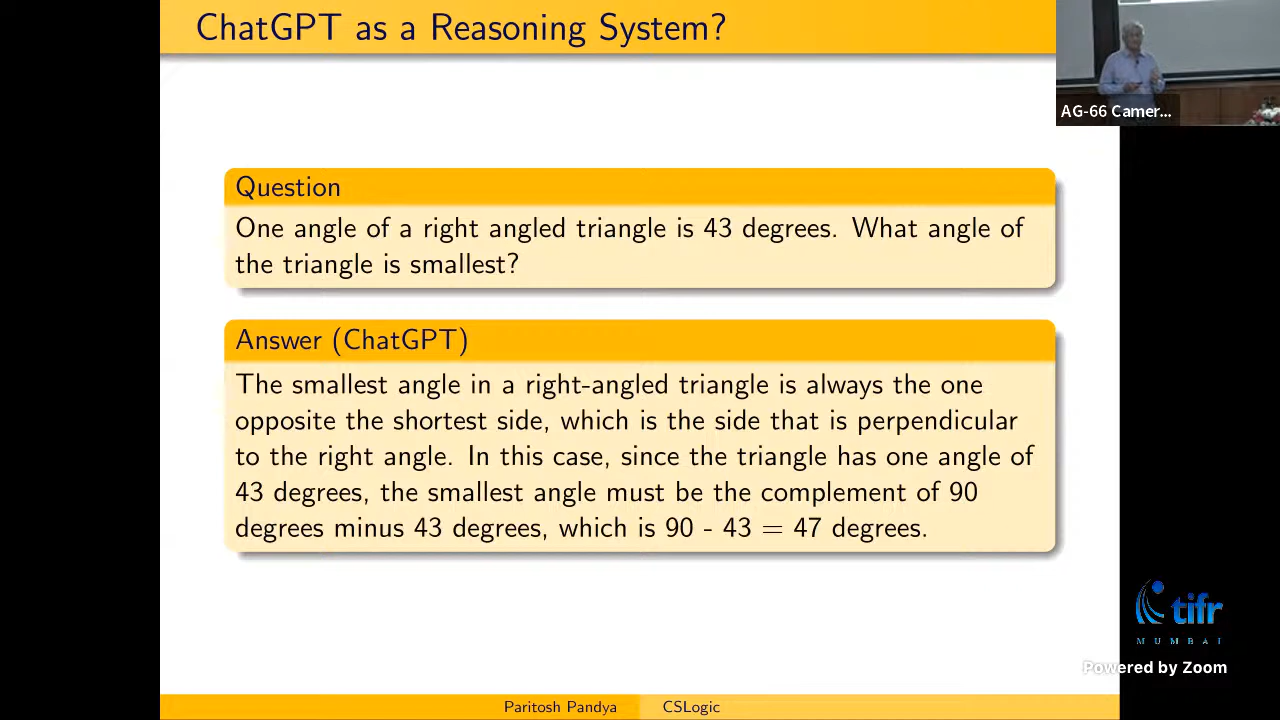 ChatGPT as a Reasoning System?
AG-66 Camer...
Question
One angle of a right angled triangle is 43 degrees. What angle of
the triangle is smallest?
Answer (ChatGPT)
The smallest angle in a right-angled triangle is always the one
opposite the shortest side, which is the side that is perpendicular
to the right angle. In this case, since the triangle has one angle of
43 degrees, the smallest angle must be the complement of 90
degrees minus 43 degrees, which is 90 - 43 = 47 degrees.
tifr
MUMBAI
Powered by Zoom
Paritosh Pandya
CSLogic